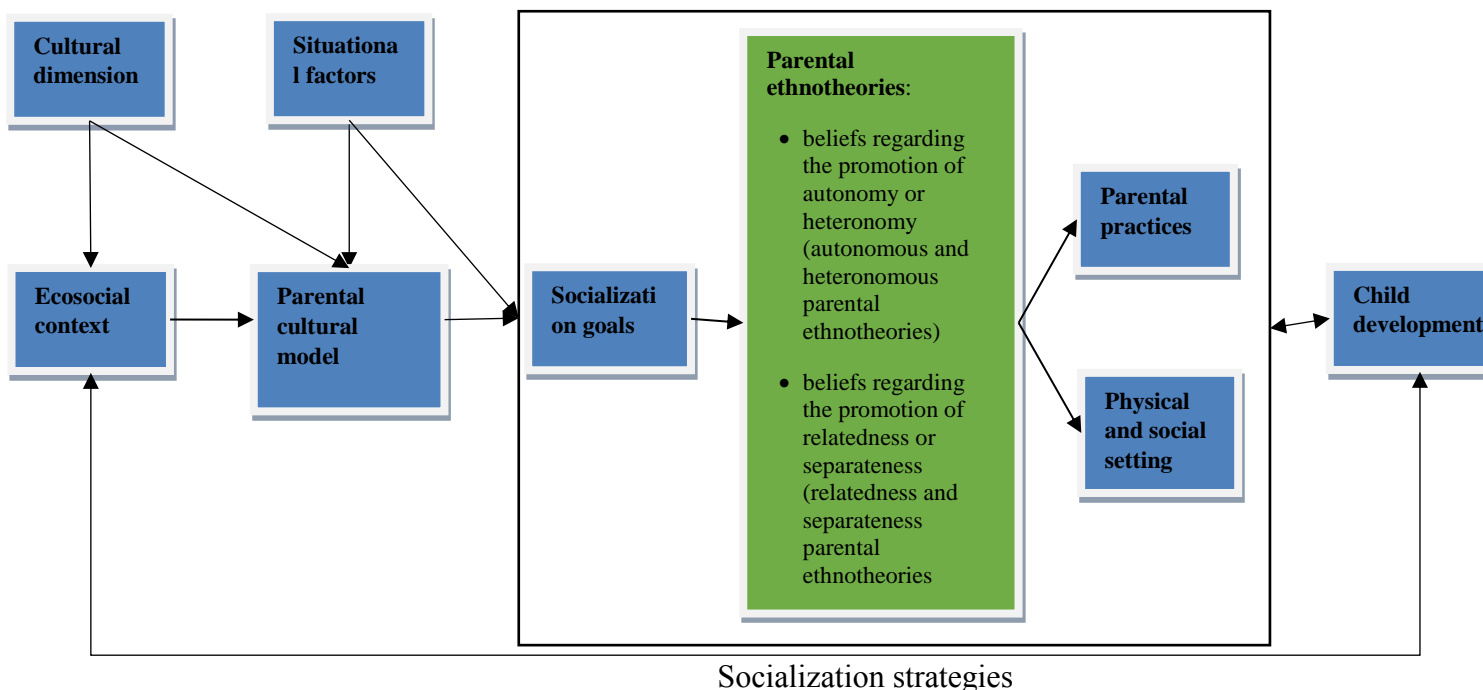 Cultural
dimension
Situationa
l factors
Parental
ethnotheories:
• beliefs regarding
the promotion of
autonomy or
heteronomy
(autonomous and
heteronomous
parental
ethnotheories)
• beliefs regarding
the promotion of
relatedness or
separateness
(relatedness and
separateness
parental
ethnotheories
Parental
practices
Ecosocial
context
Parental
cultural
model
Socializati
on goals
Child
development
Physical
and social
setting
Socialization strategies